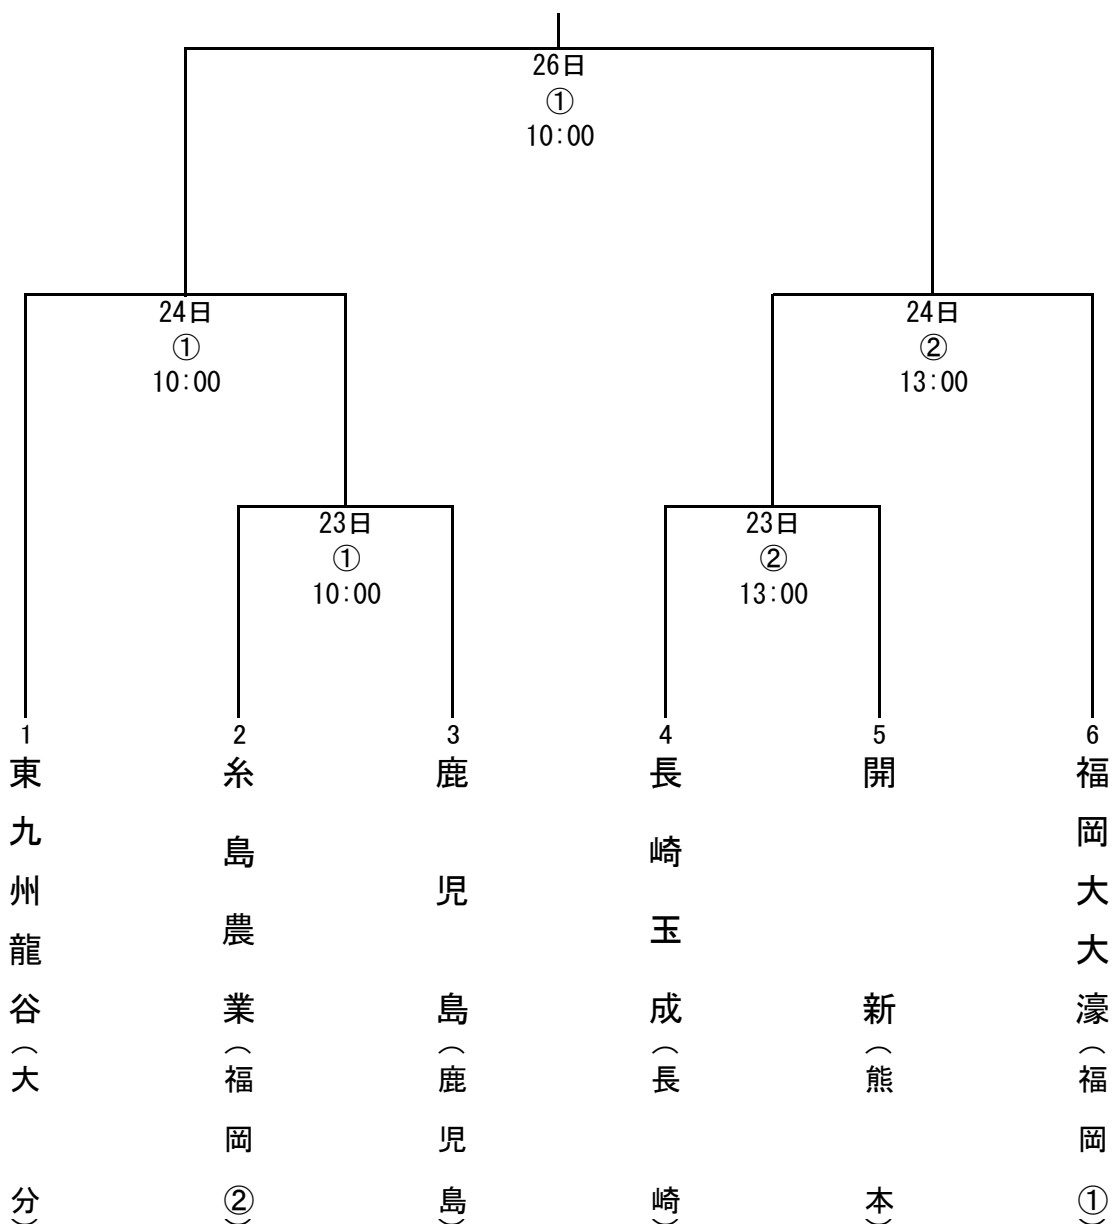 26日
①
10:00
24日
①
10:00
24日
②
13:00
23日
①
10:00
23日
②
13:00
1
東九州龍谷(大分)
2
糸島農業(福岡②)
3
鹿児島(鹿児島)
4
長崎玉成(長崎)
5
開新(熊本)
6
福岡大大濠(福岡①)